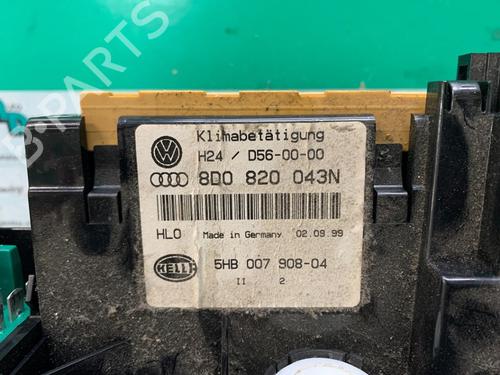 Klimabetätigung
H24 / D56-00-00
8D0 820 043N
HLO Made in Germany 02.09.99
HELLA 5HB 007 908-04
II 2